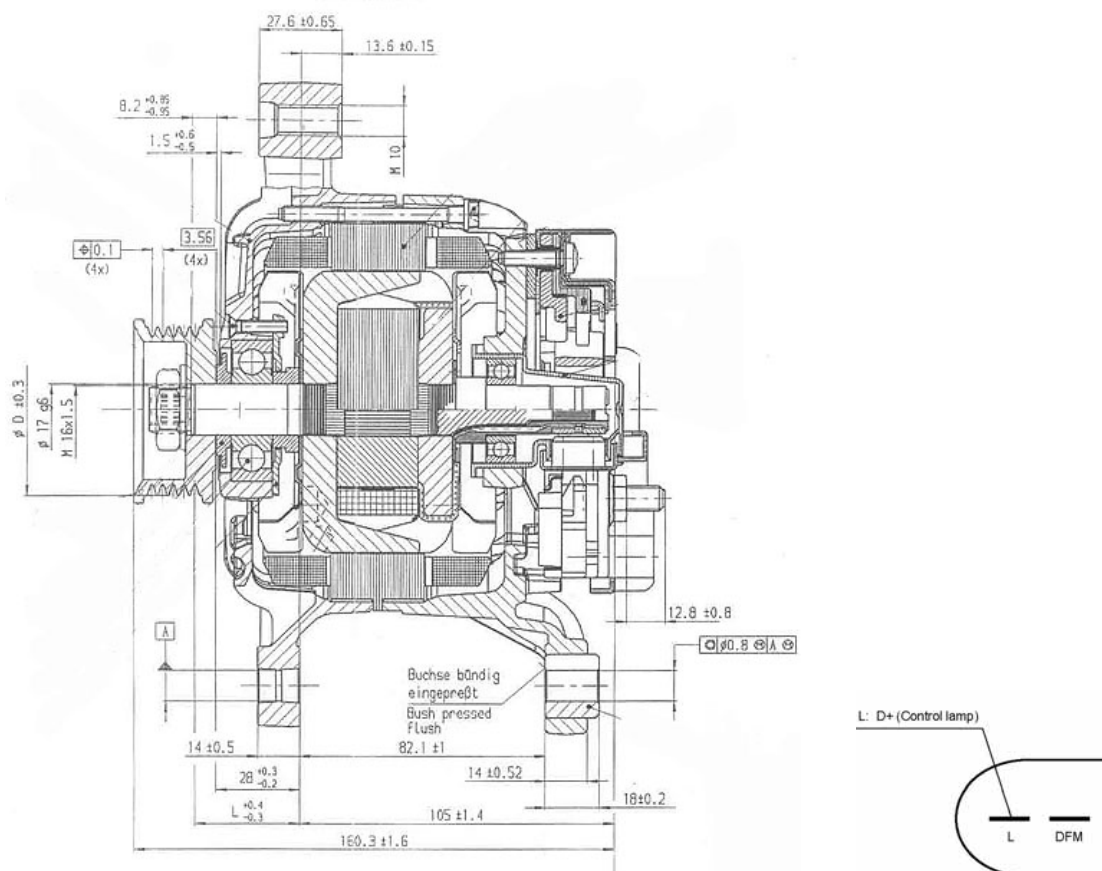 27.6 ±0.65
13.6 ±0.15
8.2 +0.85 -0.95
1.5 +0.6 -0.5
M 10
⌖ 0.1
(4x)
3.56
(4x)
ø D ±0.3
ø 17 g6
M 16x1.5
12.8 ±0.8
A
ø0.8 Ⓜ A Ⓜ
Buchse bündig
eingepreßt
Bush pressed
flush
14 ±0.5
82.1 ±1
14 ±0.52
28 +0.3 -0.2
18±0.2
L +0.4 -0.3
105 ±1.4
160.3 ±1.6
L: D+ (Control lamp)
L
DFM